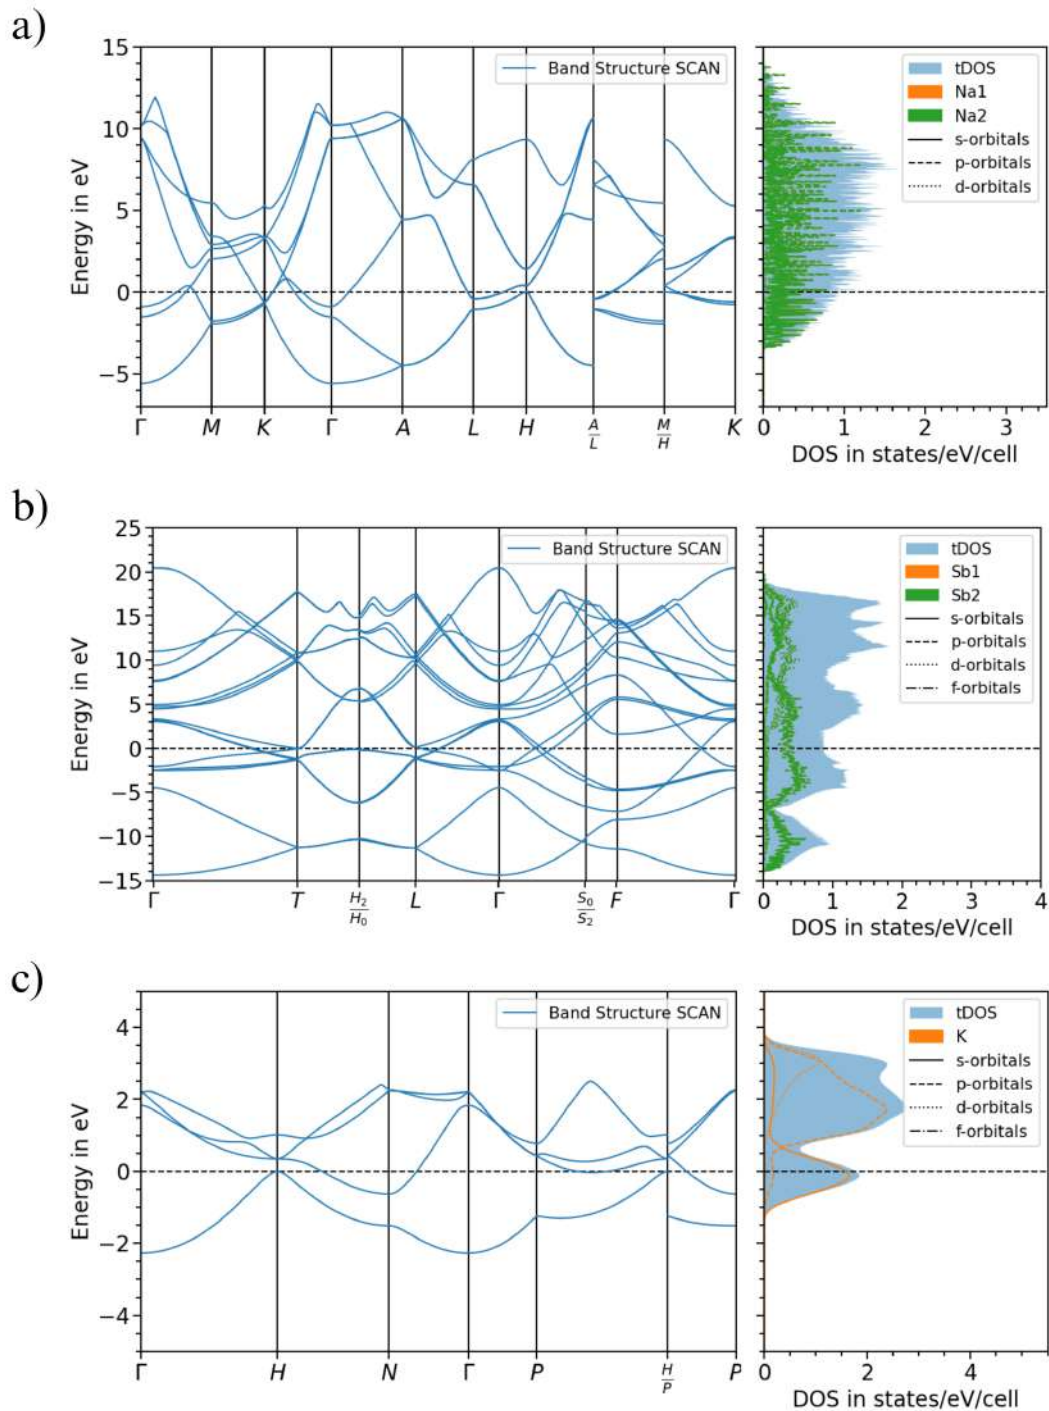 a)
15
10
5
0
−5
Energy in eV
Band Structure SCAN
Γ M K Γ A L H A/L M/H K
tDOS
Na1
Na2
s-orbitals
p-orbitals
d-orbitals
0 1 2 3
DOS in states/eV/cell
b)
25
20
15
10
5
0
−5
−10
−15
Energy in eV
Band Structure SCAN
Γ T H2/H0 L Γ S0/S2 F Γ
tDOS
Sb1
Sb2
s-orbitals
p-orbitals
d-orbitals
f-orbitals
0 1 2 3 4
DOS in states/eV/cell
c)
4
2
0
−2
−4
Energy in eV
Band Structure SCAN
Γ H N Γ P H/P P
tDOS
K
s-orbitals
p-orbitals
d-orbitals
f-orbitals
0 2 4
DOS in states/eV/cell